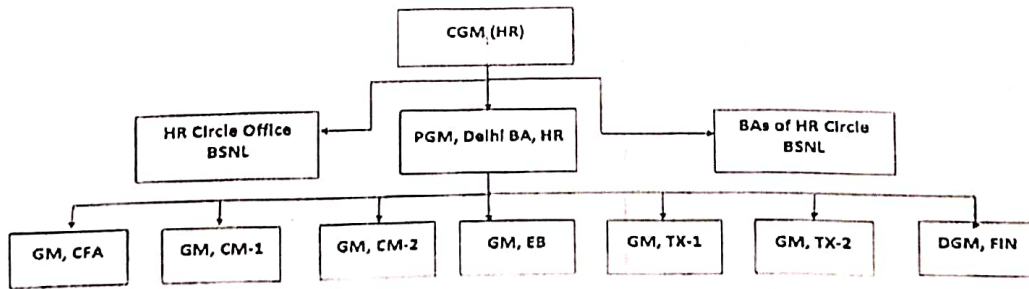 CGM (HR)
HR Circle Office
BSNL
PGM, Delhi BA, HR
BAs of HR Circle
BSNL
GM, CFA
GM, CM-1
GM, CM-2
GM, EB
GM, TX-1
GM, TX-2
DGM, FIN